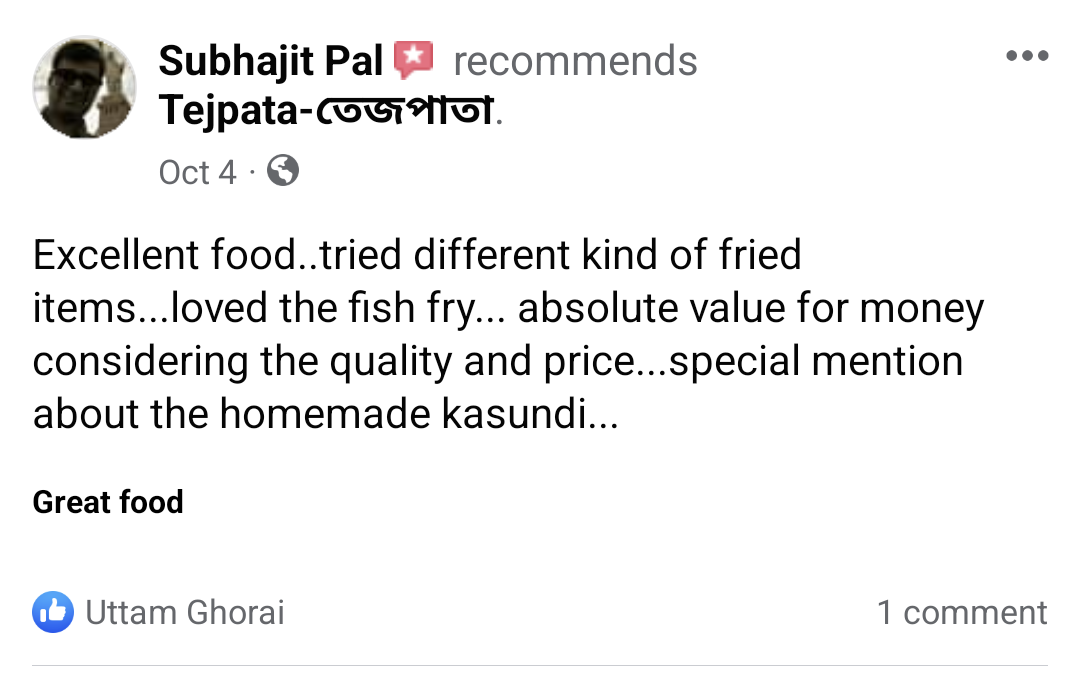 Subhajit Pal recommends
Tejpata-তেজপাতা.
Oct 4 ·
Excellent food..tried different kind of fried
items...loved the fish fry... absolute value for money
considering the quality and price...special mention
about the homemade kasundi...
Great food
Uttam Ghorai 1 comment